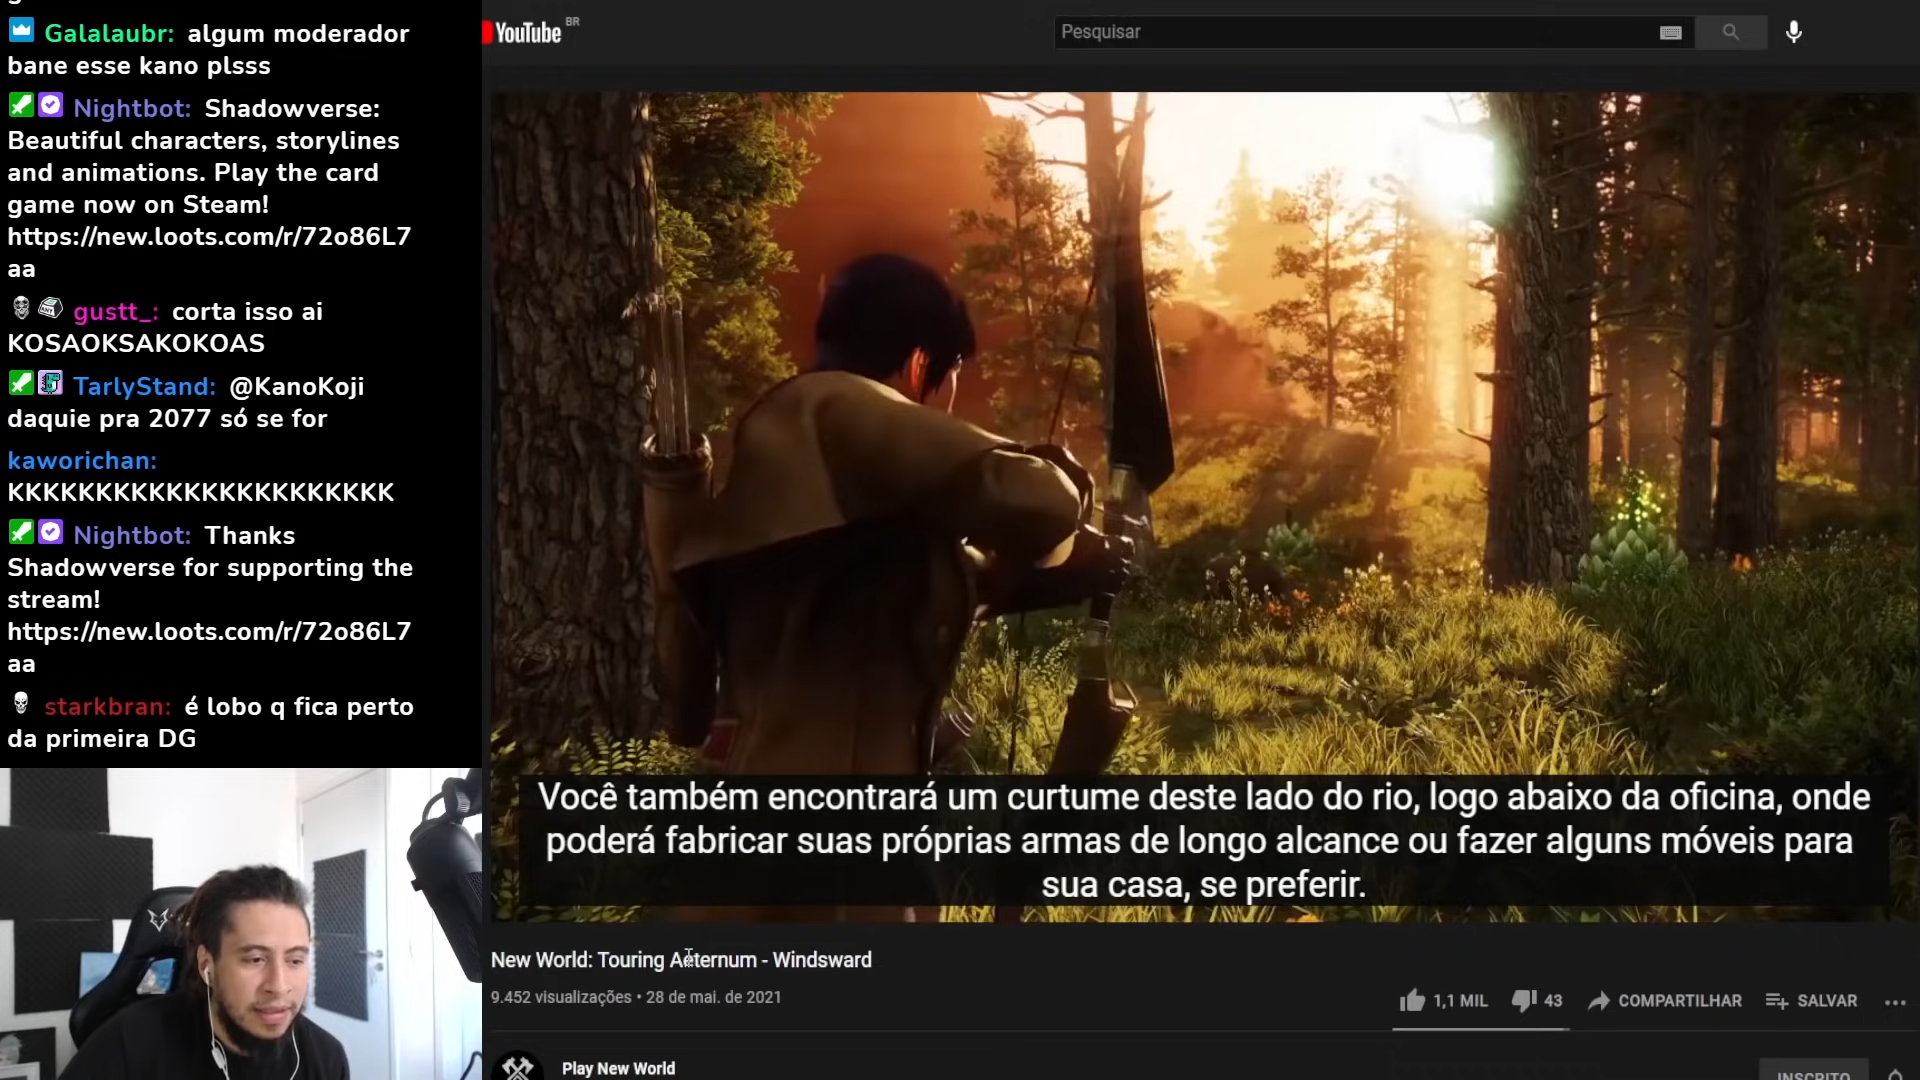 Galalaubr: algum moderador
bane esse kano plsss
Nightbot: Shadowverse:
Beautiful characters, storylines
and animations. Play the card
game now on Steam!
https://new.loots.com/r/72o86L7
aa
gustt_: corta isso ai
KOSAOKSAKOKOAS
TarlyStand: @KanoKoji
daquie pra 2077 só se for
kaworichan:
KKKKKKKKKKKKKKKKKKKKKK
Nightbot: Thanks
Shadowverse for supporting the
stream!
https://new.loots.com/r/72o86L7
aa
starkbran: é lobo q fica perto
da primeira DG
YouTube BR
Pesquisar
Você também encontrará um curtume deste lado do rio, logo abaixo da oficina, onde
poderá fabricar suas próprias armas de longo alcance ou fazer alguns móveis para
sua casa, se preferir.
New World: Touring Aeternum - Windsward
9.452 visualizações • 28 de mai. de 2021
1,1 MIL
43
COMPARTILHAR
SALVAR
Play New World
INSCRITO